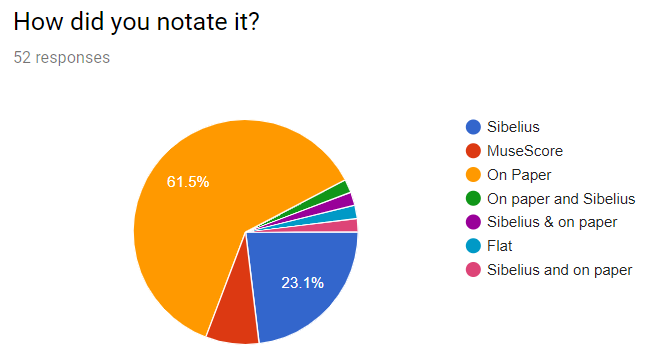 How did you notate it?
52 responses
61.5%
23.1%
Sibelius
MuseScore
On Paper
On paper and Sibelius
Sibelius & on paper
Flat
Sibelius and on paper